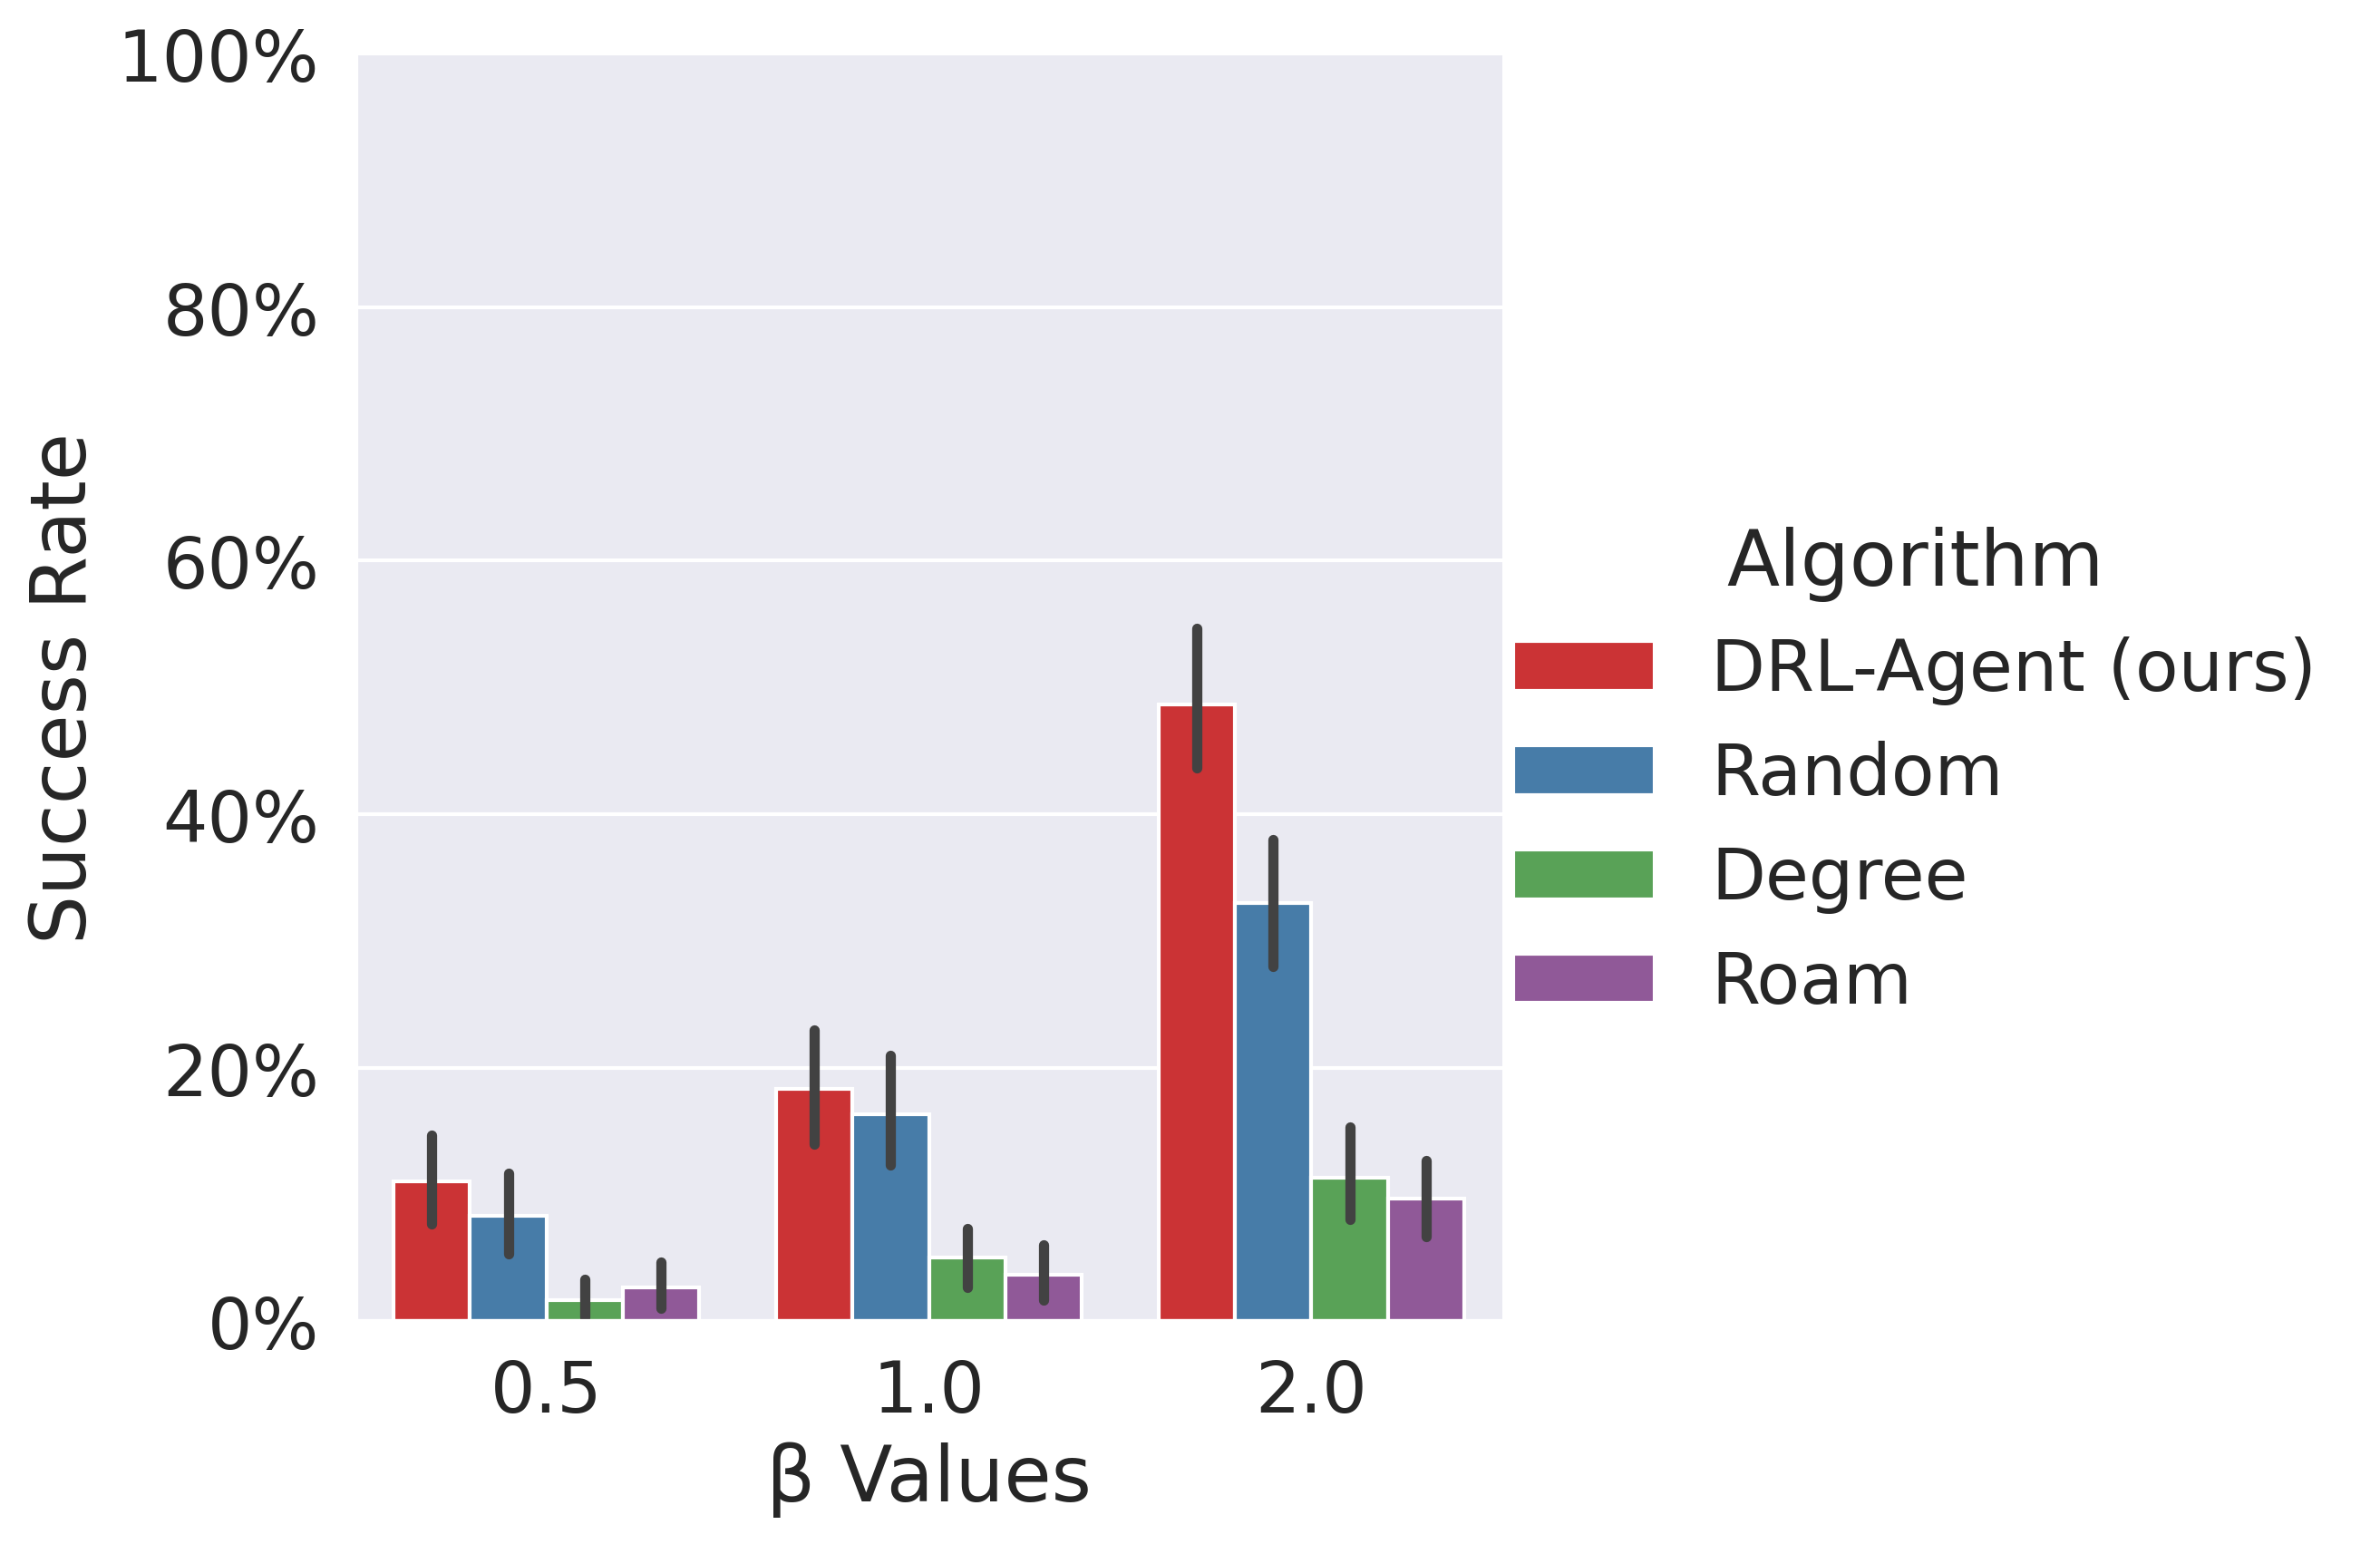 100%
80%
60%
40%
20%
0%
Success Rate
0.5 1.0 2.0
β Values
Algorithm
DRL-Agent (ours)
Random
Degree
Roam